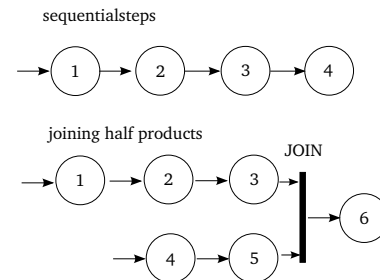 sequentialsteps
1 2 3 4
joining half products
JOIN
1 2 3
6
4 5